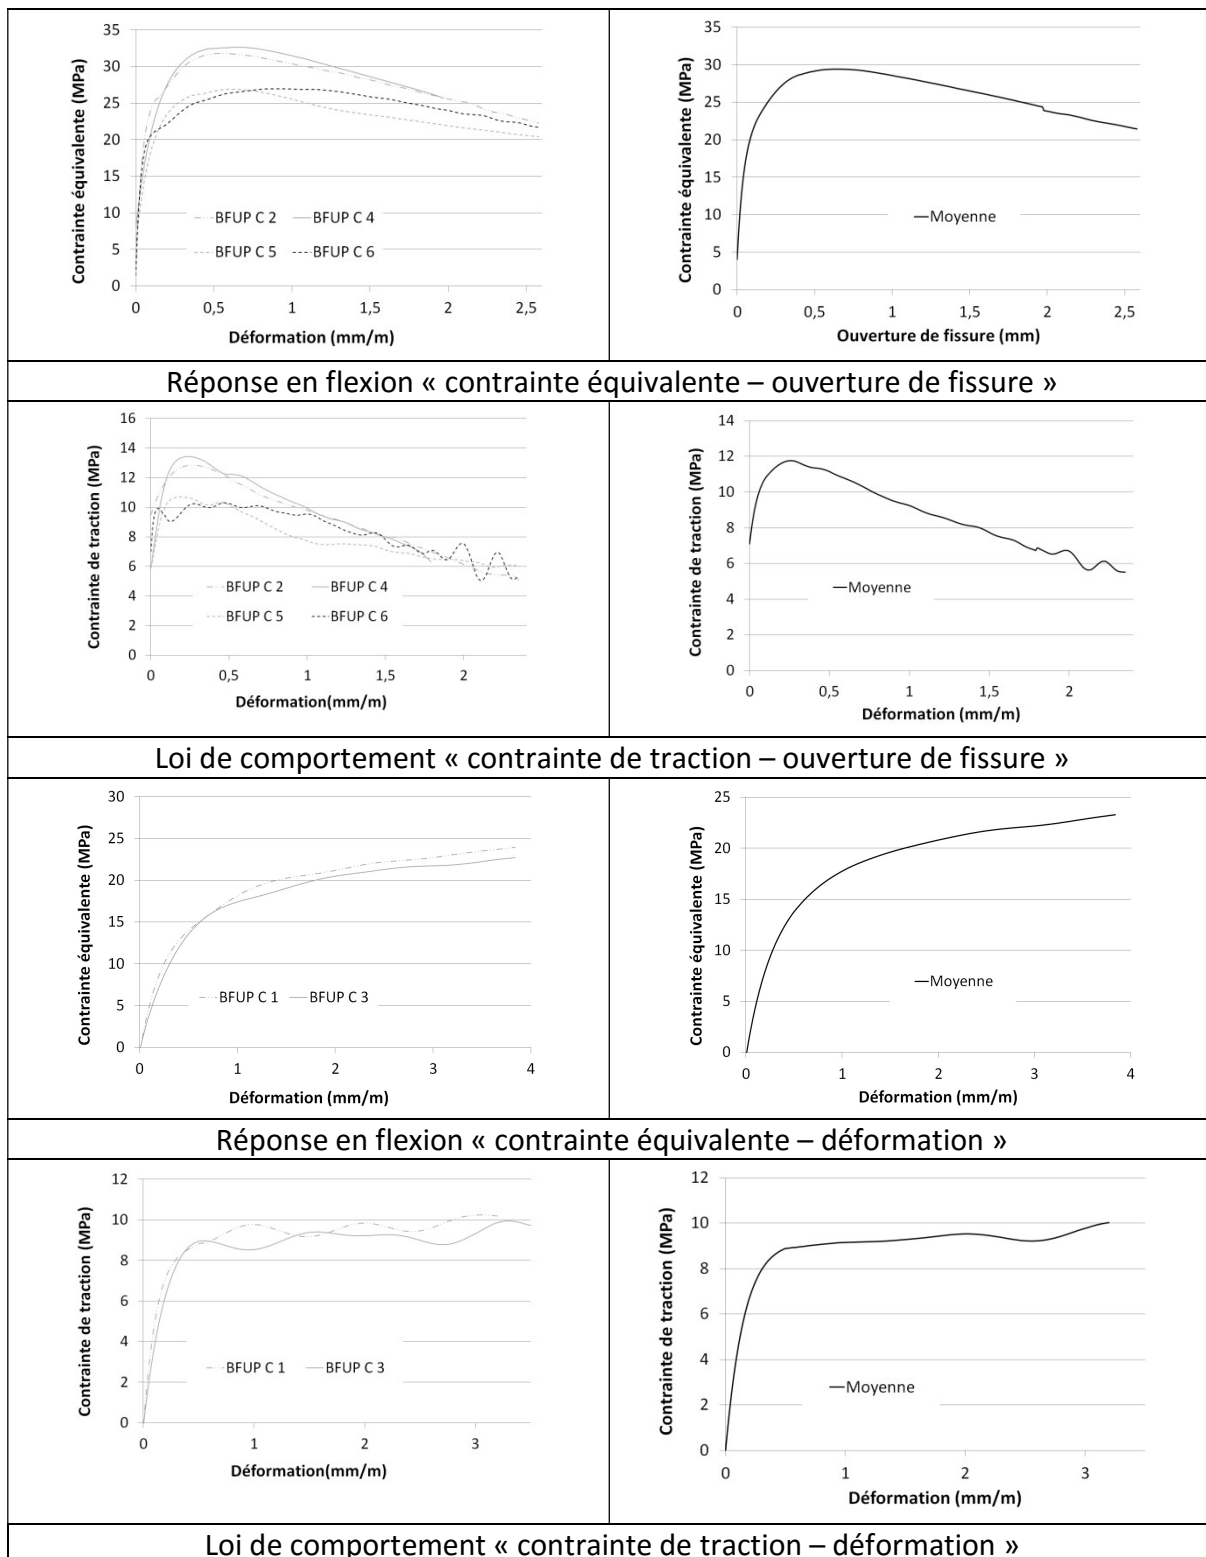 35
30
25
20
15
10
5
0
Contrainte équivalente (MPa)
BFUP C 2
BFUP C 4
BFUP C 5
BFUP C 6
0 0,5 1 1,5 2 2,5
Déformation (mm/m)
35
30
25
20
15
10
5
0
Contrainte équivalente (MPa)
Moyenne
0 0,5 1 1,5 2 2,5
Ouverture de fissure (mm)
Réponse en flexion « contrainte équivalente – ouverture de fissure »
16
14
12
10
8
6
4
2
0
Contrainte de traction (MPa)
BFUP C 2
BFUP C 4
BFUP C 5
BFUP C 6
0 0,5 1 1,5 2
Déformation(mm/m)
14
12
10
8
6
4
2
0
Contrainte de traction (MPa)
Moyenne
0 0,5 1 1,5 2
Déformation (mm/m)
Loi de comportement « contrainte de traction – ouverture de fissure »
30
25
20
15
10
5
0
Contrainte équivalente (MPa)
BFUP C 1
BFUP C 3
0 1 2 3 4
Déformation (mm/m)
25
20
15
10
5
0
Contrainte équivalente (MPa)
Moyenne
0 1 2 3 4
Déformation (mm/m)
Réponse en flexion « contrainte équivalente – déformation »
12
10
8
6
4
2
0
Contrainte de traction (MPa)
BFUP C 1
BFUP C 3
0 1 2 3
Déformation(mm/m)
12
10
8
6
4
2
0
Contrainte de traction (MPa)
Moyenne
0 1 2 3
Déformation (mm/m)
Loi de comportement « contrainte de traction – déformation »